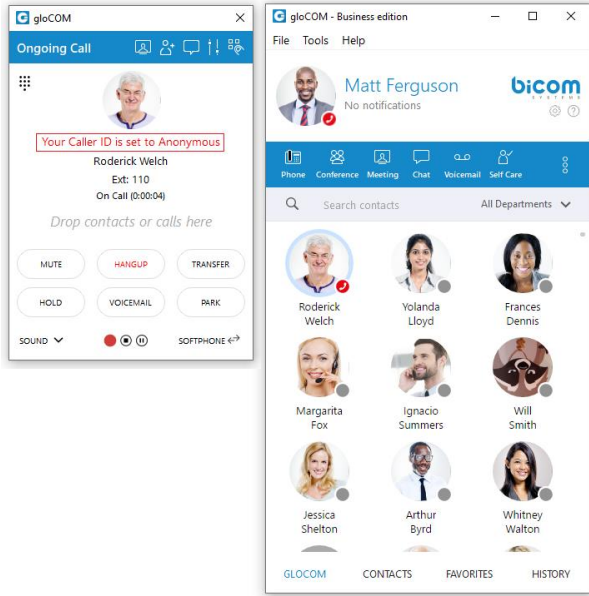 gloCOM
Ongoing Call
Your Caller ID is set to Anonymous
Roderick Welch
Ext: 110
On Call (0:00:04)
Drop contacts or calls here
MUTE
HANGUP
TRANSFER
HOLD
VOICEMAIL
PARK
SOUND
SOFTPHONE
gloCOM - Business edition
File Tools Help
Matt Ferguson
No notifications
bicom
SYSTEMS
Phone Conference Meeting Chat Voicemail Self Care
Search contacts All Departments
Roderick
Welch
Yolanda
Lloyd
Frances
Dennis
Margarita
Fox
Ignacio
Summers
Will
Smith
Jessica
Shelton
Arthur
Byrd
Whitney
Walton
GLOCOM CONTACTS FAVORITES HISTORY